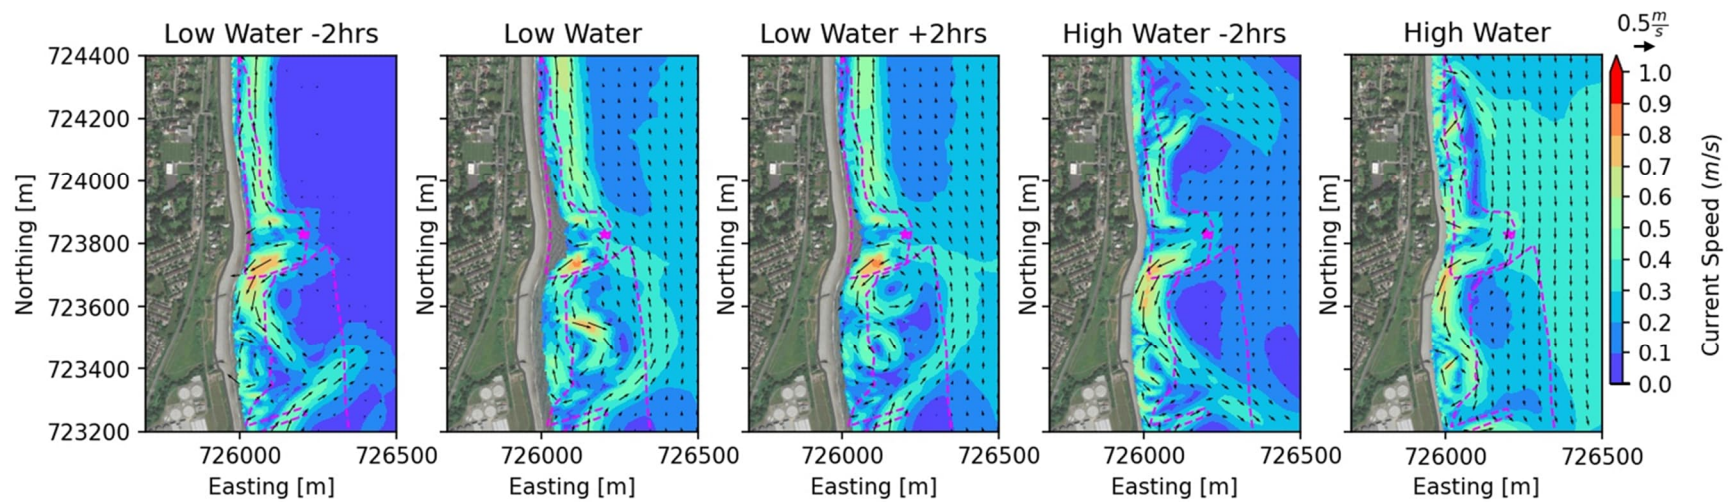 Low Water -2hrs
Low Water
Low Water +2hrs
High Water -2hrs
High Water
0.5 m/s
724400
724200
724000
723800
723600
723400
723200
Northing [m]
Northing [m]
Northing [m]
Northing [m]
Northing [m]
1.0
0.9
0.8
0.7
0.6
0.5
0.4
0.3
0.2
0.1
0.0
Current Speed (m/s)
726000 726500
726000 726500
726000 726500
726000 726500
726000 726500
Easting [m]
Easting [m]
Easting [m]
Easting [m]
Easting [m]